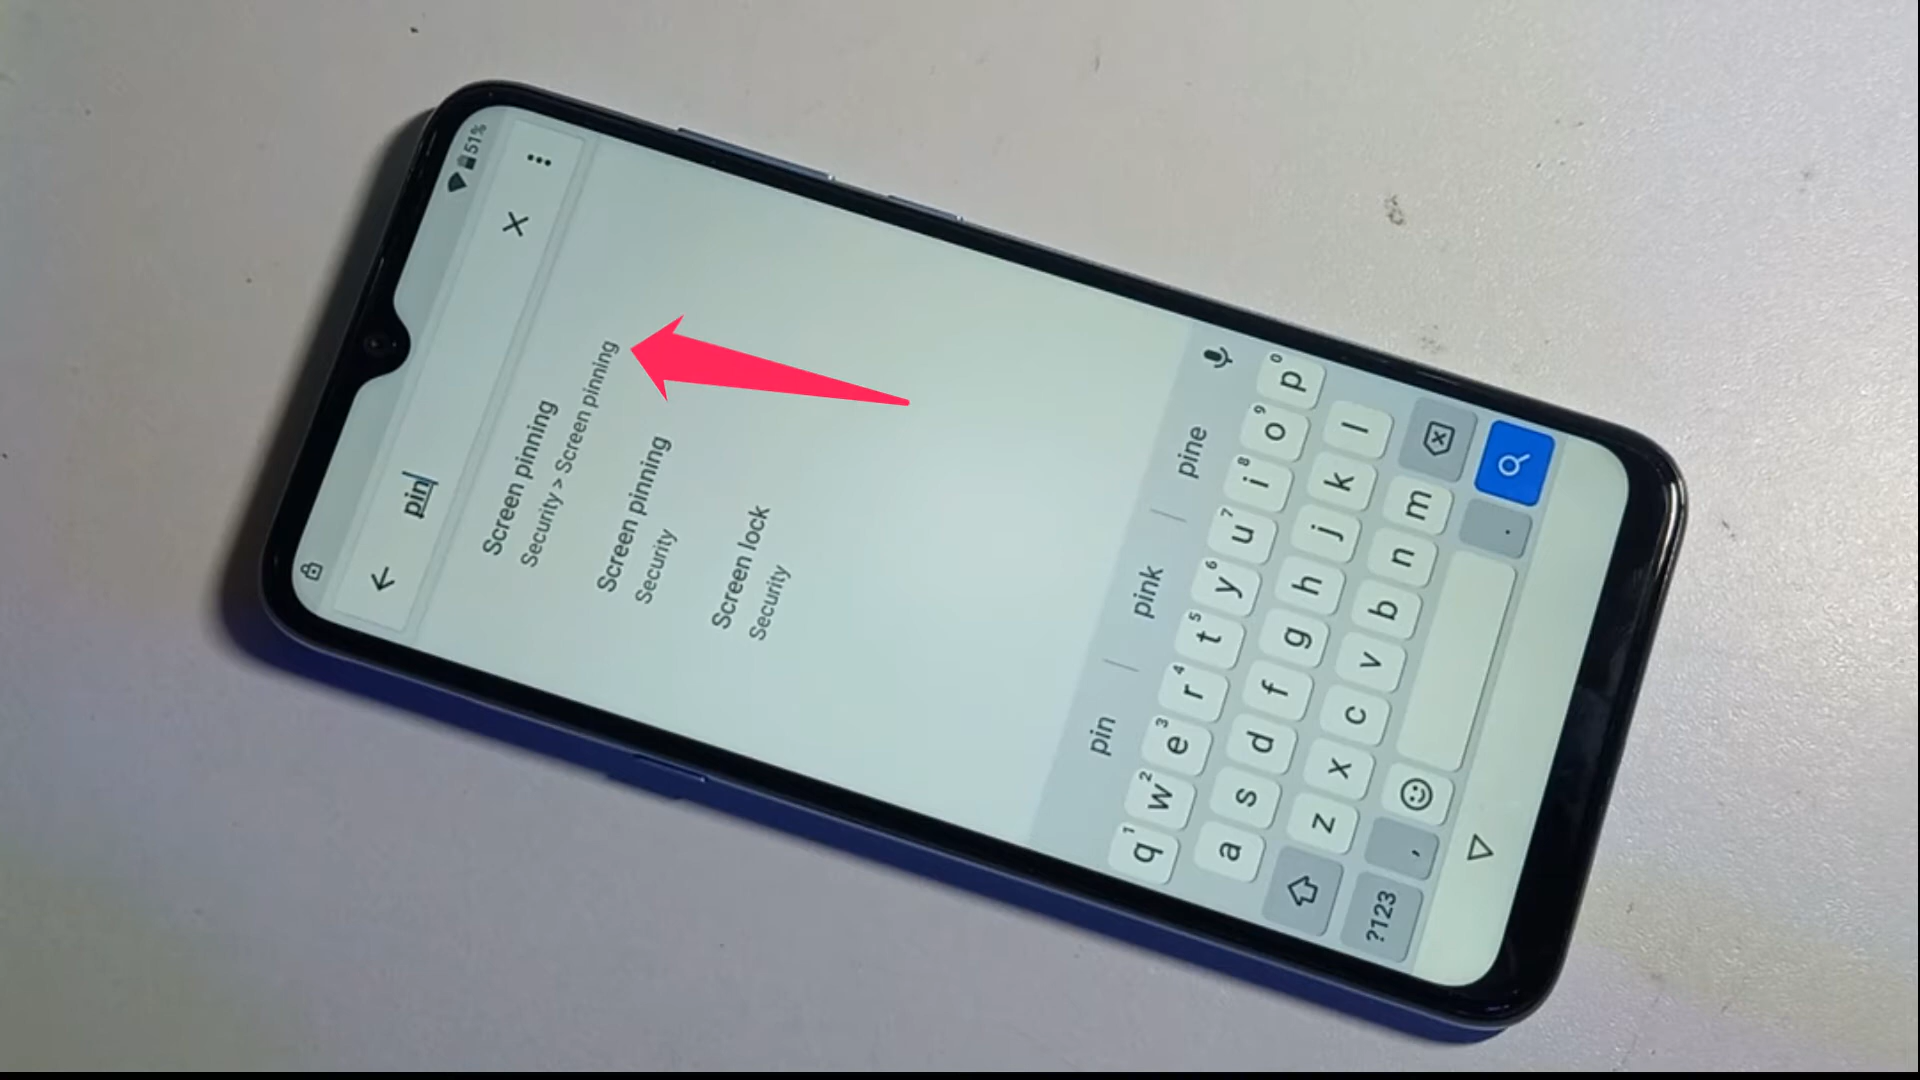 51%
pin
Screen pinning
Security > Screen pinning
Screen pinning
Security
Screen lock
Security
pin | pink | pine
q1 w2 e3 r4 t5 y6 u7 i8 o9 p0
a s d f g h j k l
z x c v b n m
?123 , .